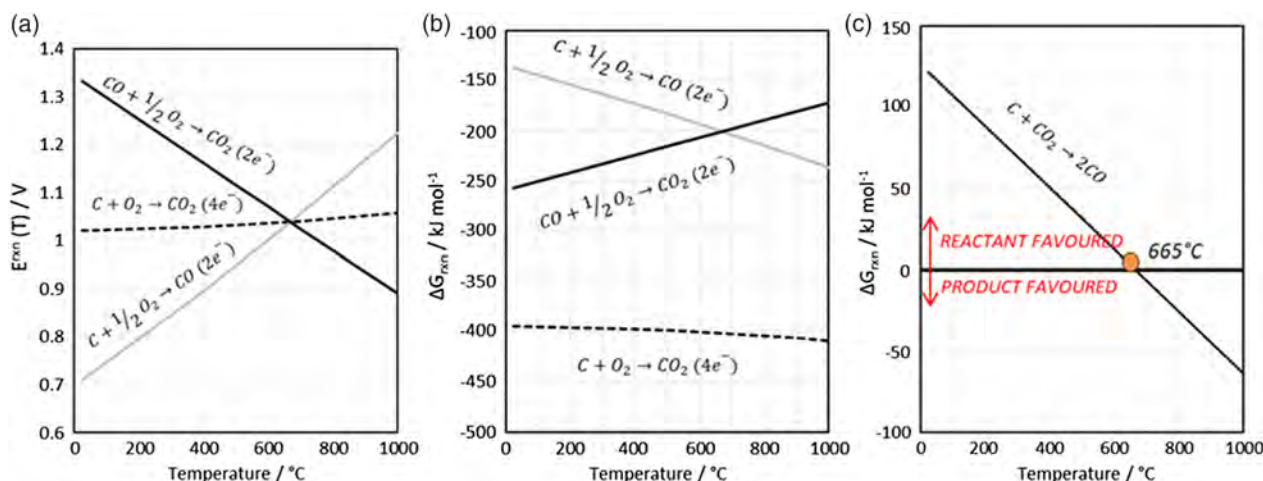 (a)
1.4
1.3
1.2
1.1
1
0.9
0.8
0.7
0.6
E^rxn (T) / V
CO + 1/2 O₂ → CO₂ (2e⁻)
C + O₂ → CO₂ (4e⁻)
C + 1/2 O₂ → CO (2e⁻)
0 200 400 600 800 1000
Temperature / °C
(b)
-100
-150
-200
-250
-300
-350
-400
-450
-500
ΔG_rxn / kJ mol⁻¹
C + 1/2 O₂ → CO (2e⁻)
CO + 1/2 O₂ → CO₂ (2e⁻)
C + O₂ → CO₂ (4e⁻)
0 200 400 600 800 1000
Temperature / °C
(c)
150
100
50
0
-50
-100
ΔG_rxn / kJ mol⁻¹
C + CO₂ → 2CO
REACTANT FAVOURED
665°C
PRODUCT FAVOURED
0 200 400 600 800 1000
Temperature / °C